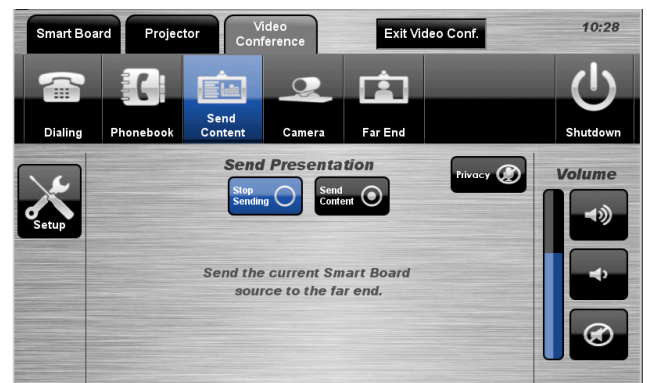 Smart Board
Projector
Video
Conference
Exit Video Conf.
10:28
Dialing
Phonebook
Send
Content
Camera
Far End
Shutdown
Setup
Send Presentation
Stop
Sending
Send
Content
Privacy
Volume
Send the current Smart Board
source to the far end.